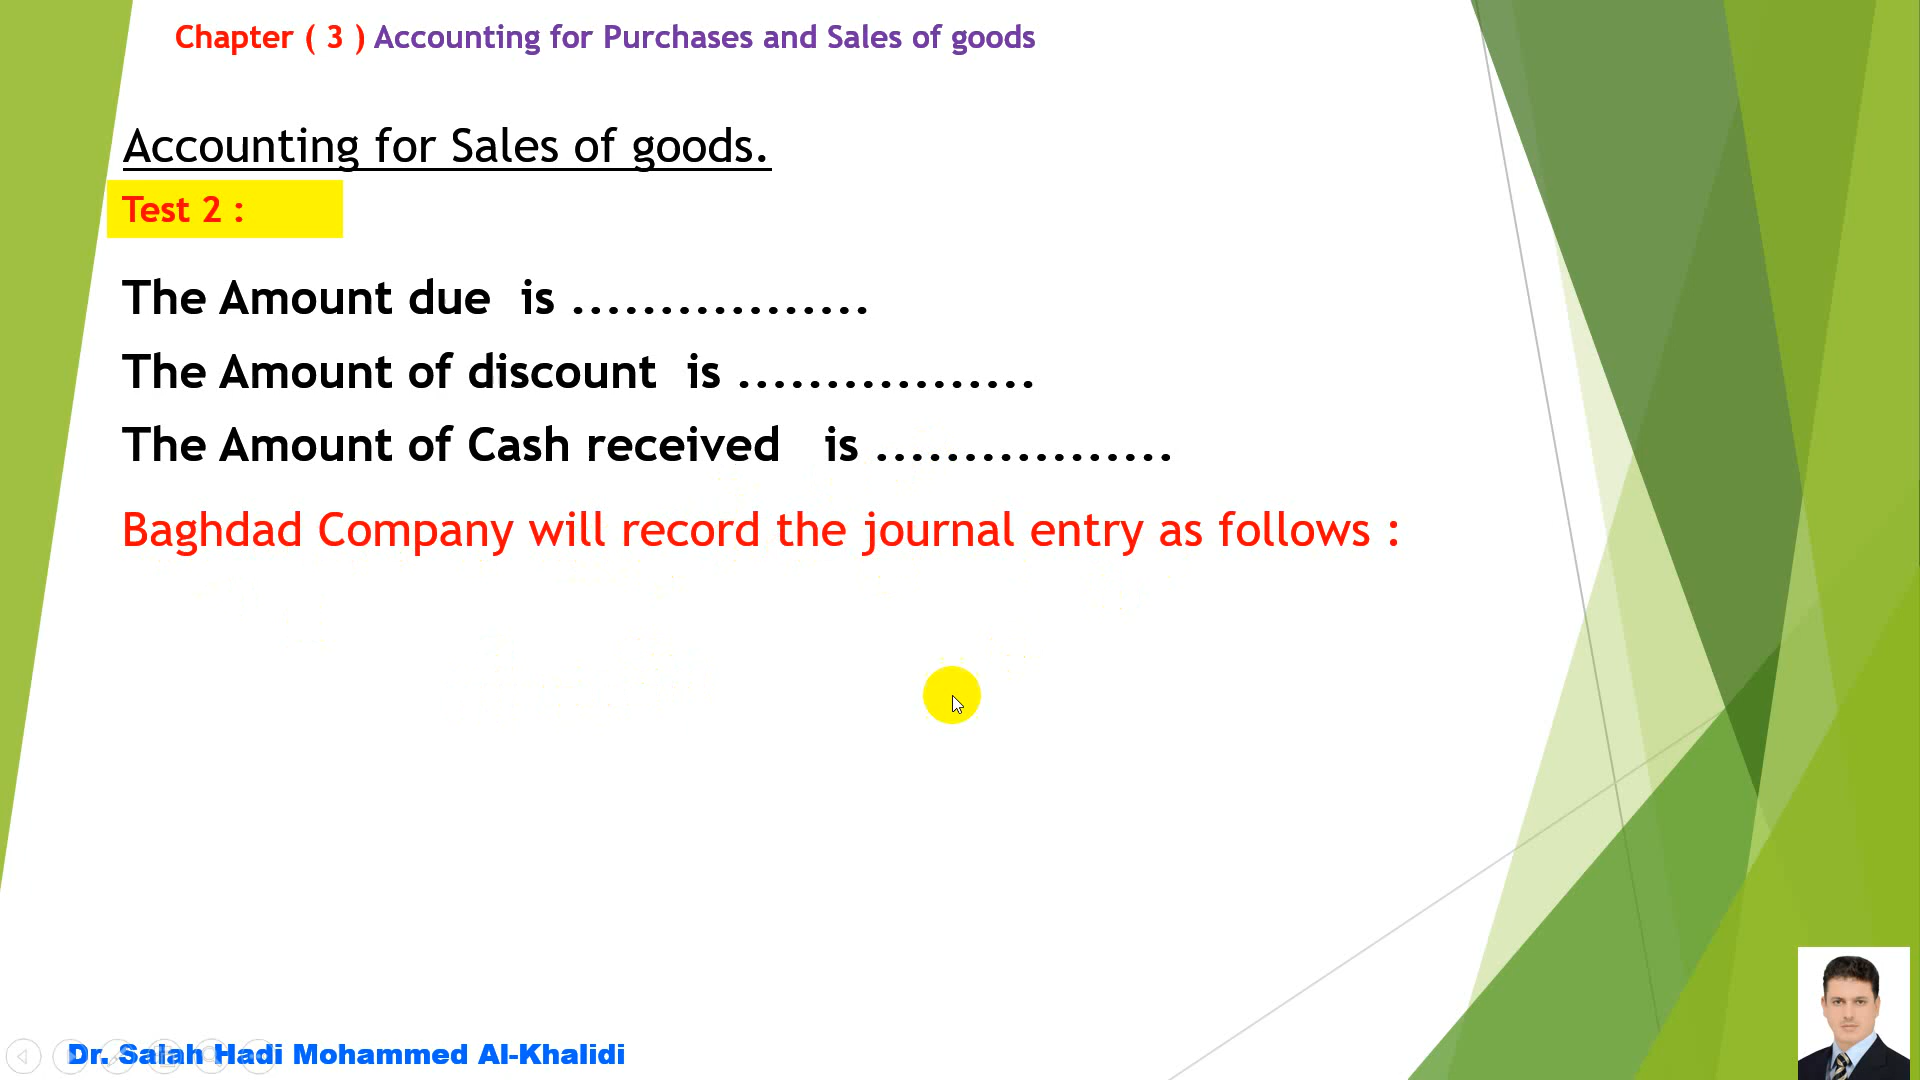 Chapter ( 3 ) Accounting for Purchases and Sales of goods
Accounting for Sales of goods.
Test 2 :
The Amount due is .................
The Amount of discount is .................
The Amount of Cash received is .................
Baghdad Company will record the journal entry as follows :
Dr. Salah Hadi Mohammed Al-Khalidi